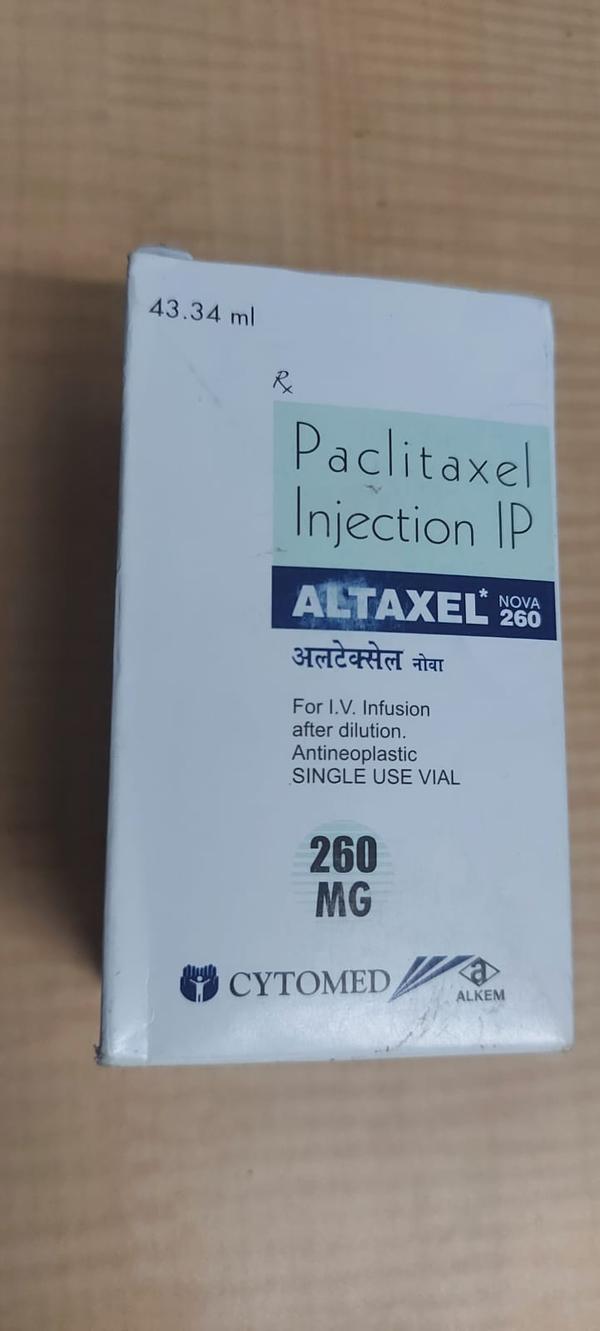 43.34 ml
Rx
Paclitaxel
Injection IP
ALTAXEL* NOVA 260
अलटेक्सेल नोवा
For I.V. Infusion
after dilution.
Antineoplastic
SINGLE USE VIAL
260
MG
CYTOMED
a
ALKEM